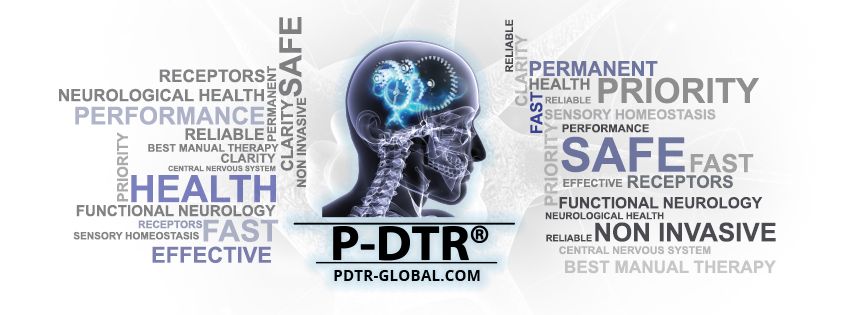 RECEPTORS
NEUROLOGICAL HEALTH
PERFORMANCE
RELIABLE
BEST MANUAL THERAPY
CLARITY
CENTRAL NERVOUS SYSTEM
PRIORITY
HEALTH
FUNCTIONAL NEUROLOGY
RECEPTORS
SENSORY HOMEOSTASIS
FAST
EFFECTIVE
PERMANENT
CLARITY
SAFE
NON INVASIVE
P-DTR®
PDTR-GLOBAL.COM
RELIABLE
CLARITY
FAST
PERMANENT
HEALTH
RELIABLE
PRIORITY
SENSORY HOMEOSTASIS
PERFORMANCE
PRIORITY
SAFE
FAST
EFFECTIVE
RECEPTORS
FUNCTIONAL NEUROLOGY
NEUROLOGICAL HEALTH
RELIABLE
NON INVASIVE
CENTRAL NERVOUS SYSTEM
BEST MANUAL THERAPY